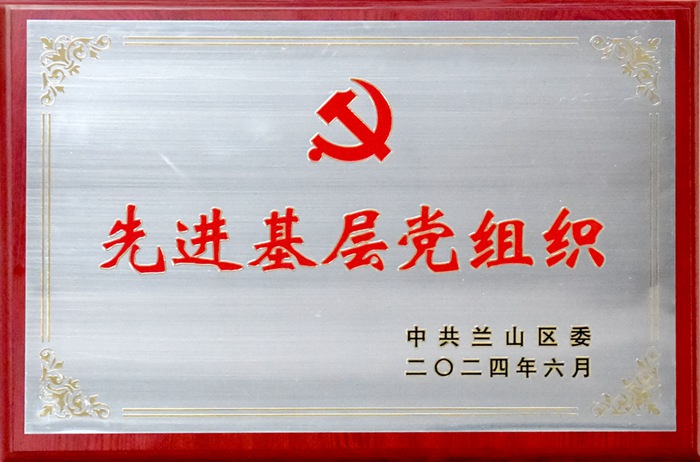 先进基层党组织
中共兰山区委
二〇二四年六月